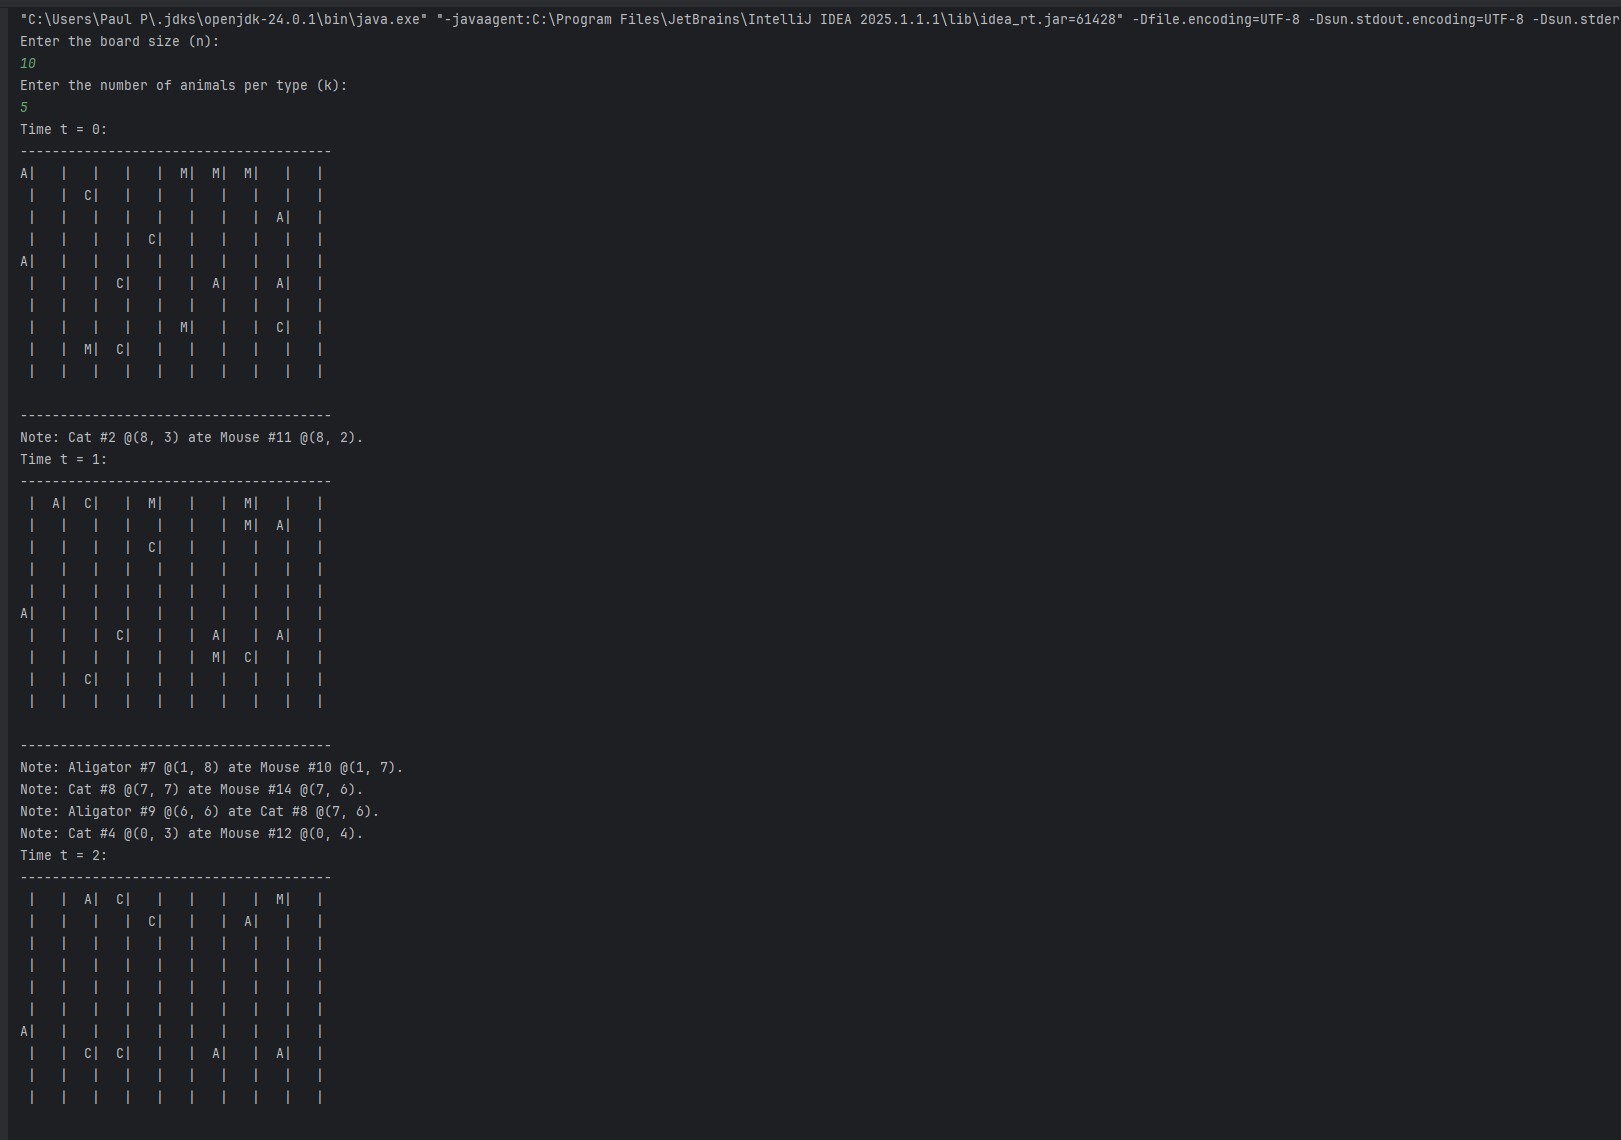 "C:\Users\Paul P\.jdks\openjdk-24.0.1\bin\java.exe" "-javaagent:C:\Program Files\JetBrains\IntelliJ IDEA 2025.1.1.1\lib\idea_rt.jar=61428" -Dfile.encoding=UTF-8 -Dsun.stdout.encoding=UTF-8 -Dsun.stder
Enter the board size (n):
10
Enter the number of animals per type (k):
5
Time t = 0:
---------------------------------------
A|   |   |   |   |  M|  M|  M|   |   |
 |   |  C|   |   |   |   |   |   |   |
 |   |   |   |   |   |   |   |  A|   |
 |   |   |   |  C|   |   |   |   |   |
A|   |   |   |   |   |   |   |   |   |
 |   |   |  C|   |   |  A|   |  A|   |
 |   |   |   |   |   |   |   |   |   |
 |   |   |   |   |  M|   |   |  C|   |
 |   |  M|  C|   |   |   |   |   |   |
 |   |   |   |   |   |   |   |   |   |
---------------------------------------
Note: Cat #2 @(8, 3) ate Mouse #11 @(8, 2).
Time t = 1:
---------------------------------------
 |  A|  C|   |  M|   |   |  M|   |   |
 |   |   |   |   |   |   |  M|  A|   |
 |   |   |   |  C|   |   |   |   |   |
 |   |   |   |   |   |   |   |   |   |
 |   |   |   |   |   |   |   |   |   |
A|   |   |   |   |   |   |   |   |   |
 |   |   |  C|   |   |  A|   |  A|   |
 |   |   |   |   |   |  M|  C|   |   |
 |   |  C|   |   |   |   |   |   |   |
 |   |   |   |   |   |   |   |   |   |
---------------------------------------
Note: Aligator #7 @(1, 8) ate Mouse #10 @(1, 7).
Note: Cat #8 @(7, 7) ate Mouse #14 @(7, 6).
Note: Aligator #9 @(6, 6) ate Cat #8 @(7, 6).
Note: Cat #4 @(0, 3) ate Mouse #12 @(0, 4).
Time t = 2:
---------------------------------------
 |   |  A|  C|   |   |   |   |  M|   |
 |   |   |   |  C|   |   |  A|   |   |
 |   |   |   |   |   |   |   |   |   |
 |   |   |   |   |   |   |   |   |   |
 |   |   |   |   |   |   |   |   |   |
 |   |   |   |   |   |   |   |   |   |
A|   |   |   |   |   |   |   |   |   |
 |   |  C|  C|   |   |  A|   |  A|   |
 |   |   |   |   |   |   |   |   |   |
 |   |   |   |   |   |   |   |   |   |